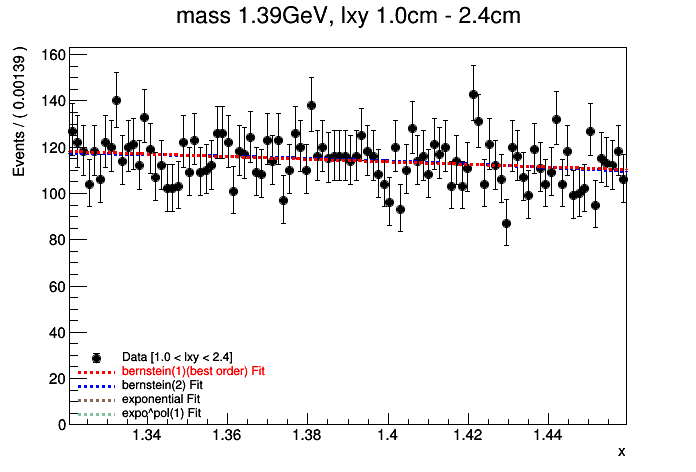 mass 1.39GeV, lxy 1.0cm - 2.4cm
Events / ( 0.00139 )
160
140
120
100
80
60
40
20
0
Data [1.0 < lxy < 2.4]
bernstein(1)(best order) Fit
bernstein(2) Fit
exponential Fit
expo^pol(1) Fit
1.34
1.36
1.38
1.4
1.42
1.44
x